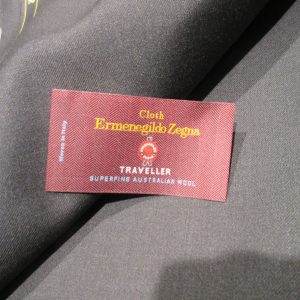 Woven in Italy
Cloth
Ermenegildo Zegna
TRAVELLER
SUPERFINE AUSTRALIAN WOOL